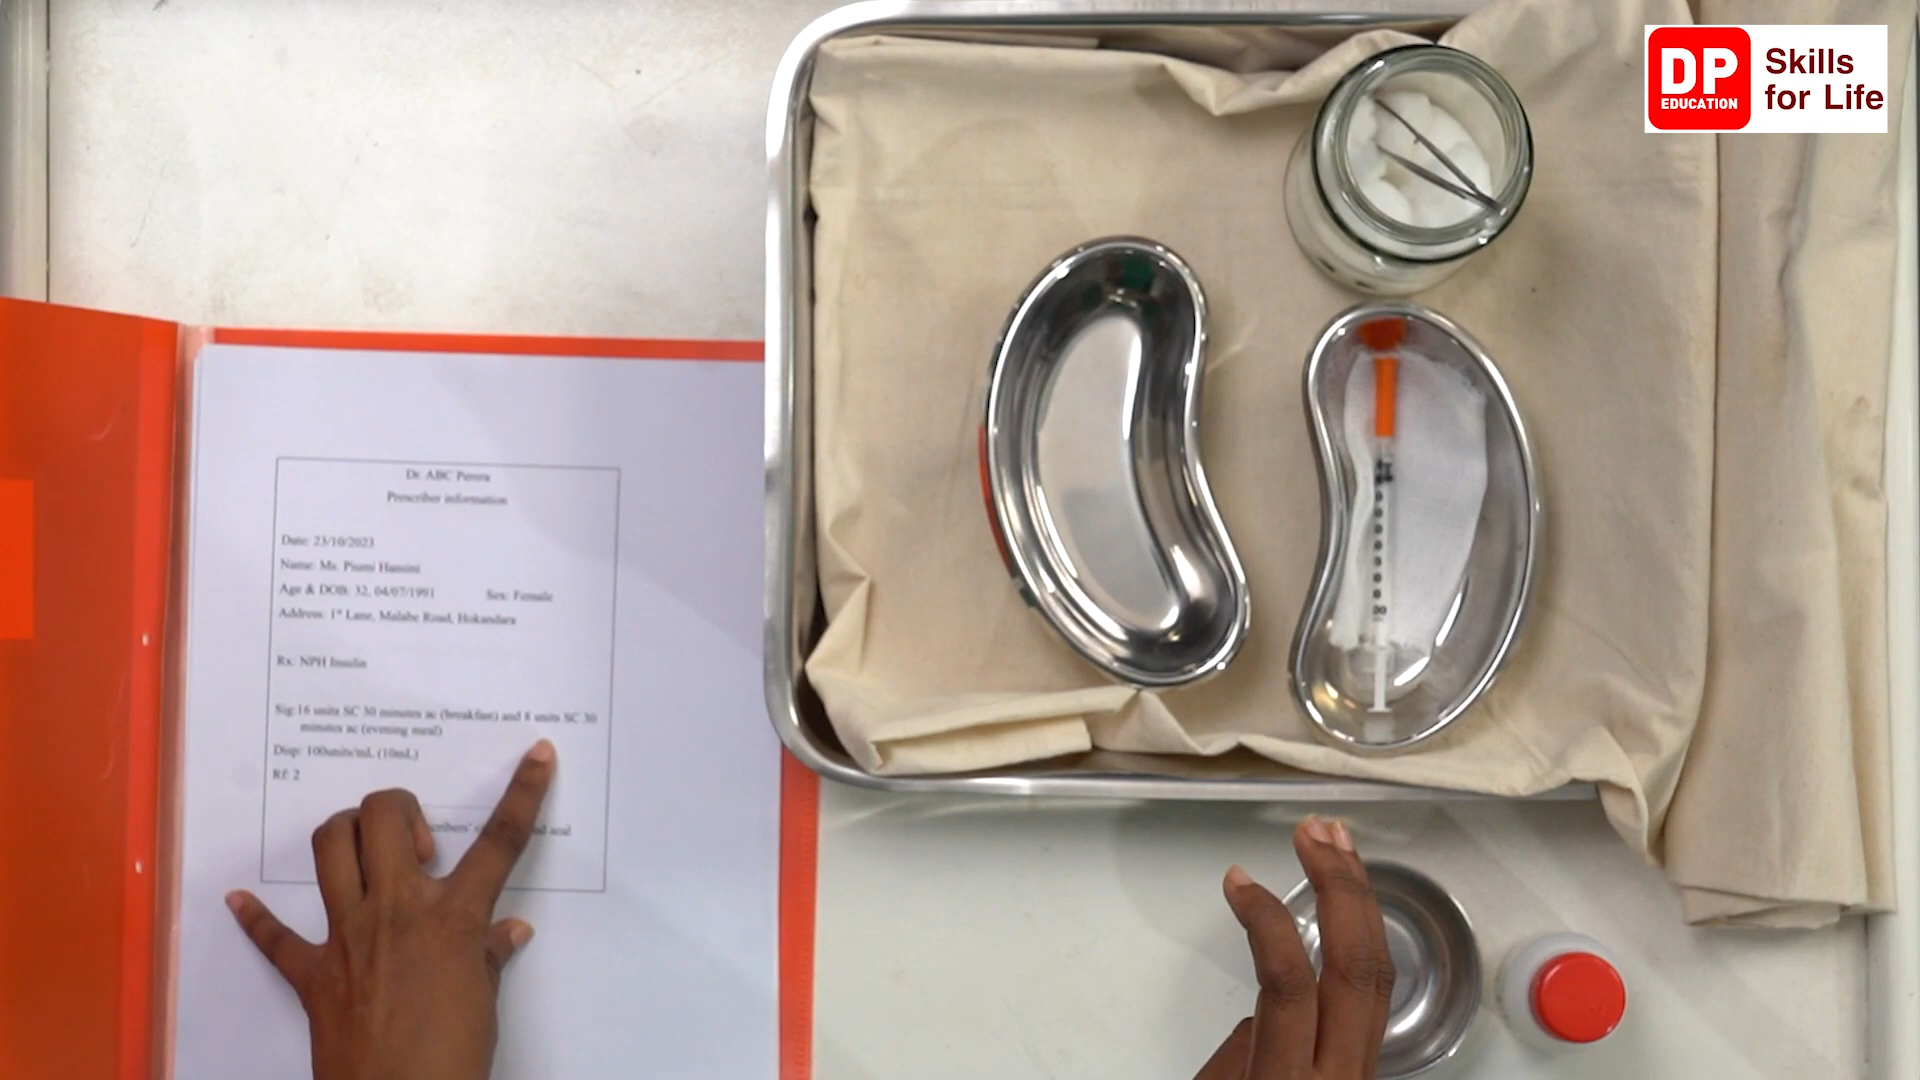 DP
EDUCATION
Skills
for Life
Dr. ABC Perera
Prescriber information
Date: 23/10/2023
Name: Ms. Piumi Hansini
Age & DOB: 32, 04/07/1991 Sex: Female
Address: 1st Lane, Malabe Road, Hokandara
Rx: NPH Insulin
Sig:16 units SC 30 minutes ac (breakfast) and 8 units SC 30
minutes ac (evening meal)
Disp: 100units/mL (10mL)
Rf: 2
seal